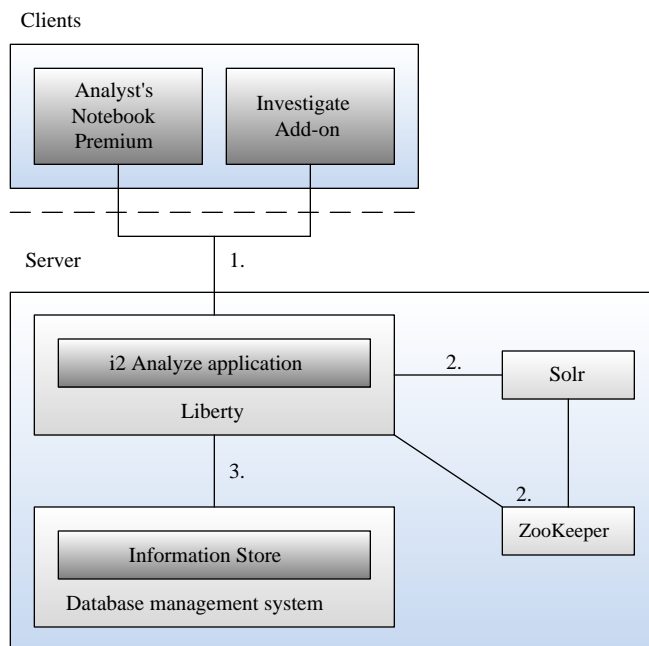 Clients
Analyst's
Notebook
Premium
Investigate
Add-on
Server
1.
i2 Analyze application
Liberty
2.
Solr
3.
2.
ZooKeeper
Information Store
Database management system